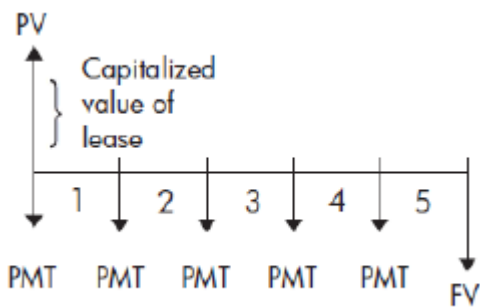 PV
Capitalized
value of
lease
1 2 3 4 5
PMT PMT PMT PMT PMT
FV